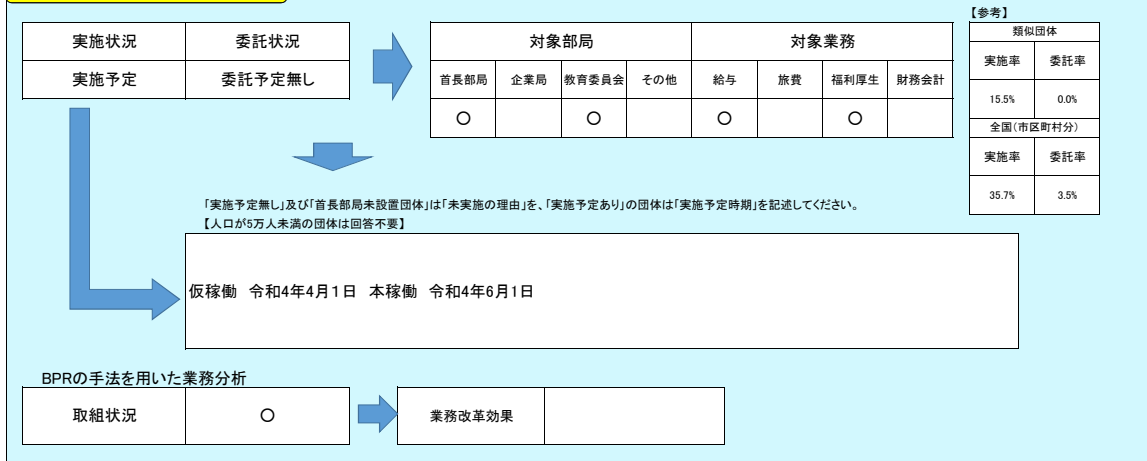 【参考】
実施状況 委託状況
実施予定 委託予定無し
対象部局 対象業務
首長部局 企業局 教育委員会 その他 給与 旅費 福利厚生 財務会計
○ ○ ○ ○
類似団体
実施率 委託率
15.5% 0.0%
全国(市区町村分)
実施率 委託率
35.7% 3.5%
「実施予定無し」及び「首長部局未設置団体」は「未実施の理由」を、「実施予定あり」の団体は「実施予定時期」を記述してください。
【人口が5万人未満の団体は回答不要】
仮稼働 令和4年4月1日 本稼働 令和4年6月1日
BPRの手法を用いた業務分析
取組状況 ○ 業務改革効果